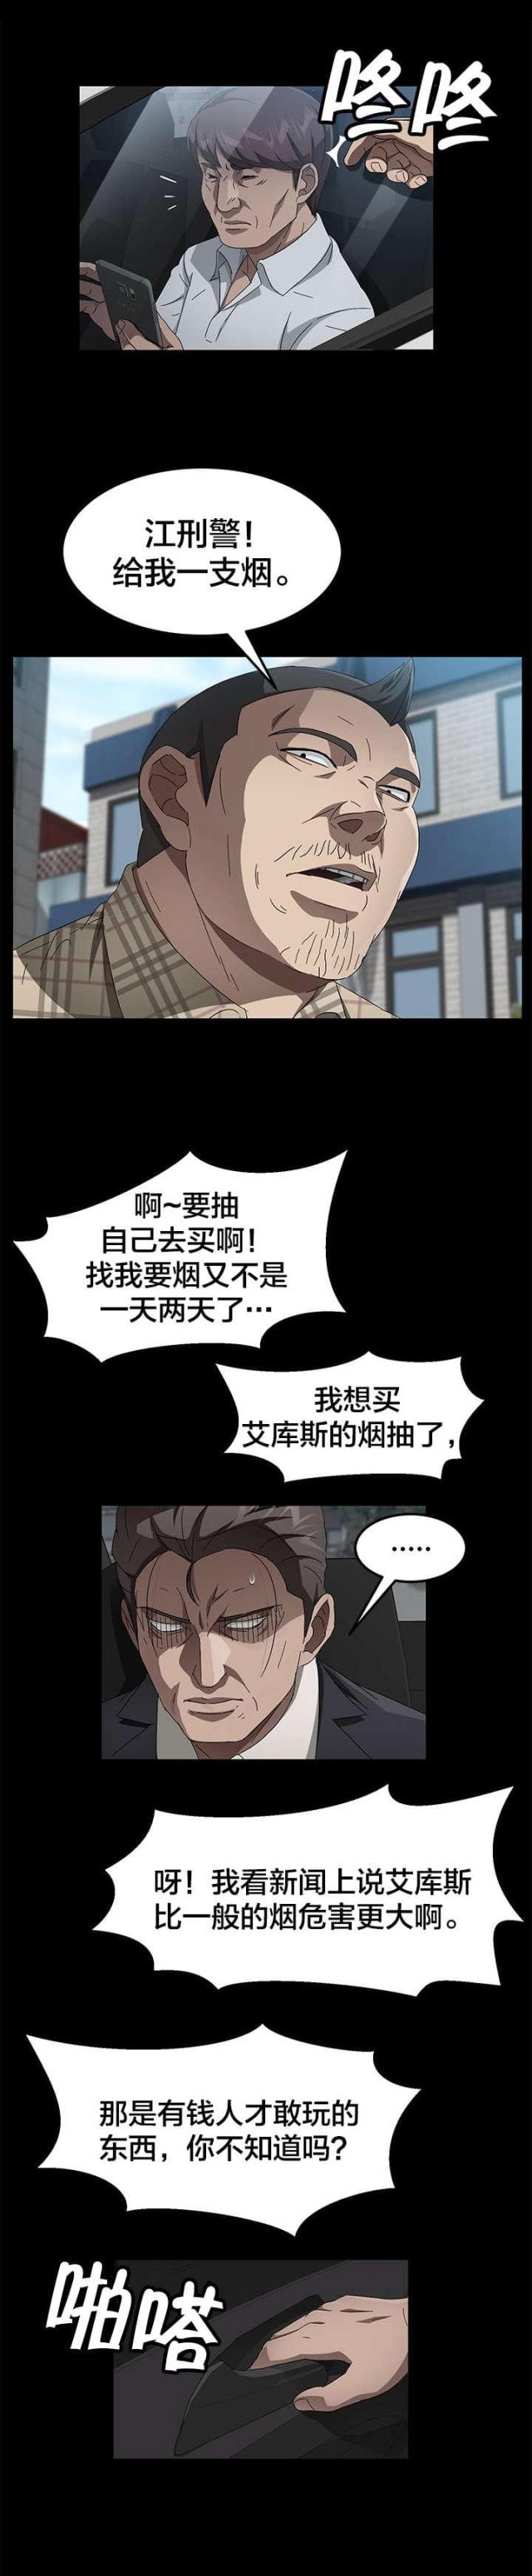 咚咚
江刑警!
给我一支烟。
啊~要抽
自己去买啊!
找我要烟又不是
一天两天了…
我想买
艾库斯的烟抽了,
.....
呀! 我看新闻上说艾库斯
比一般的烟危害更大啊。
那是有钱人才敢玩的
东西,你不知道吗?
啪嗒